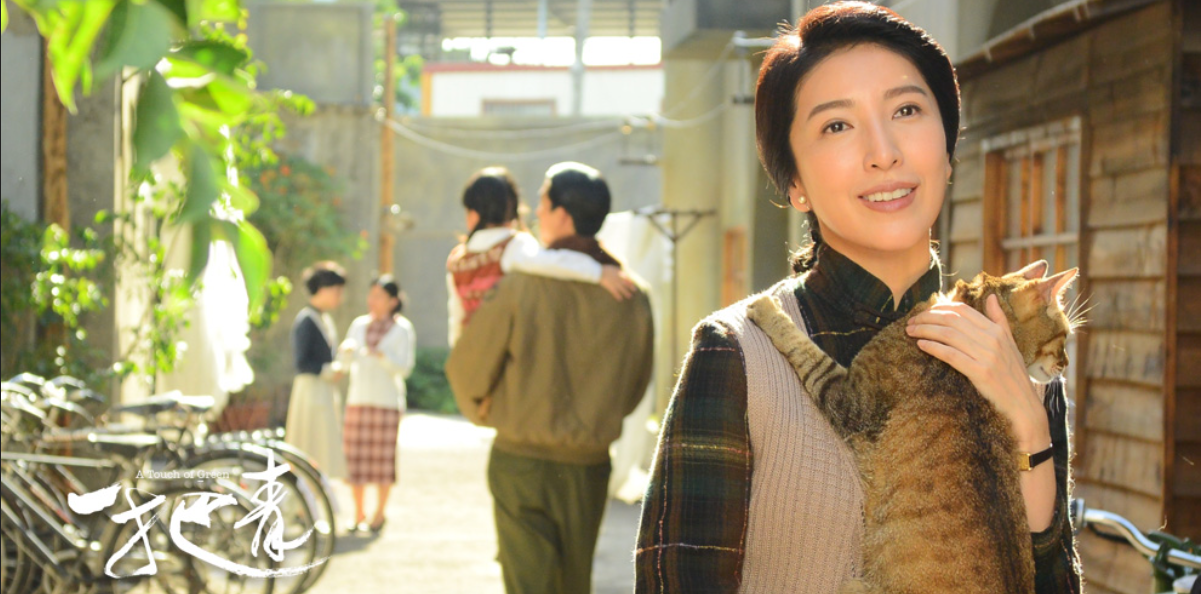 A Touch of Green
一把青